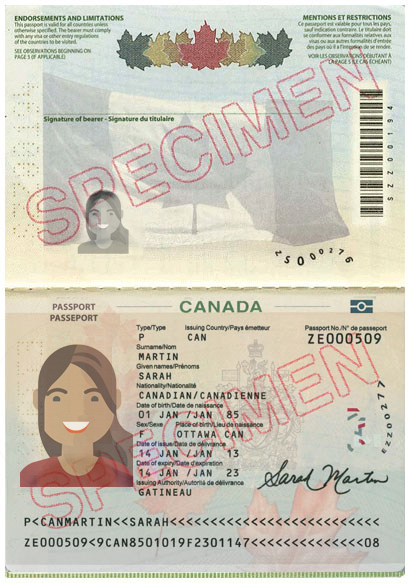 ENDORSEMENTS AND LIMITATIONS
This passport is valid for all countries unless
otherwise specified. The bearer must comply
with any visa or other entry regulations
of the countries to be visited.
SEE OBSERVATIONS BEGINNING ON
PAGE 5 (IF APPLICABLE)
MENTIONS ET RESTRICTIONS
Ce passeport est valable pour tous les pays,
sauf indication contraire. Le titulaire doit
se conformer aux formalités relatives aux
visas ou aux autres formalités d'entrée
des pays où il a l'intention de se rendre.
VOIR LES OBSERVATIONS DÉBUTANT À
LA PAGE 5 (LE CAS ÉCHÉANT)
Signature of bearer - Signature du titulaire
SPECIMEN
PASSPORT
PASSEPORT
CANADA
Type/Type Issuing Country/Pays émetteur Passport No./N° de passeport
P CAN ZE000509
Surname/Nom
MARTIN
Given names/Prénoms
SARAH
Nationality/Nationalité
CANADIAN/CANADIENNE
Date of birth/Date de naissance
01 JAN /JAN 85
Sex/Sexe Place of birth/Lieu de naissance
F OTTAWA CAN
Date of issue/Date de délivrance
14 JAN /JAN 13
Date of expiry/Date d'expiration
14 JAN /JAN 23
Issuing Authority/Autorité de délivrance
GATINEAU
Sarah Martin
SPECIMEN
P<CANMARTIN<<SARAH<<<<<<<<<<<<<<<<<<<<<<<<<<
ZE000509<9CAN8501019F2301147<<<<<<<<<<<<<<08